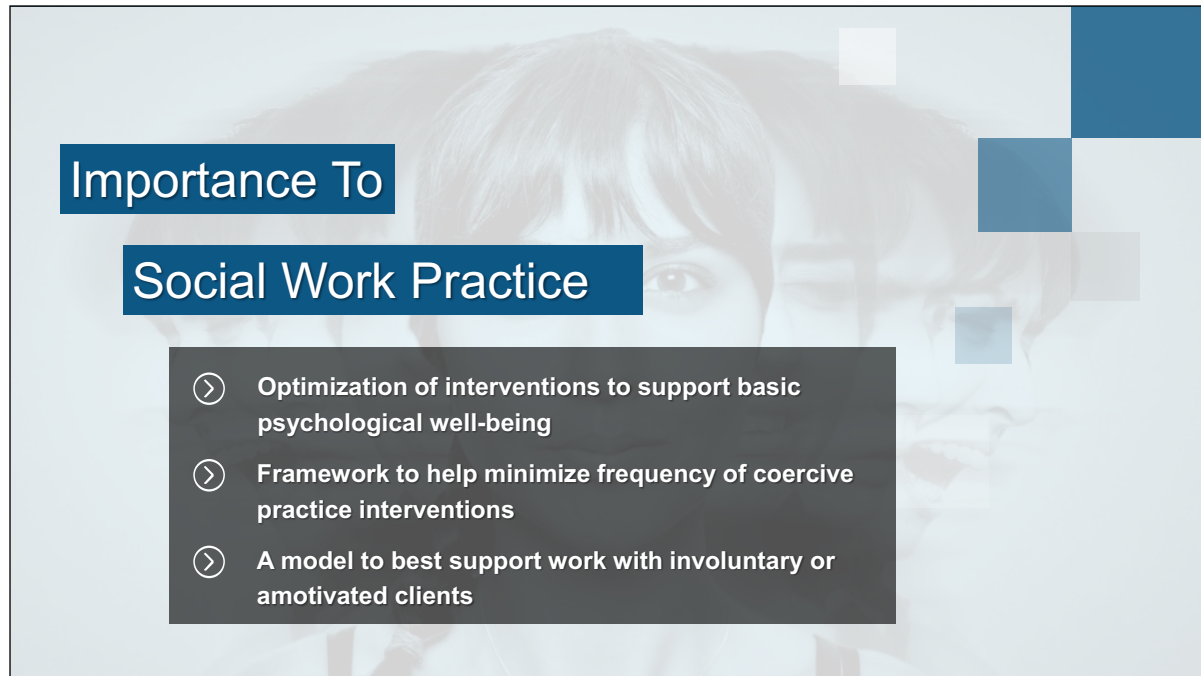 Importance To
Social Work Practice
Optimization of interventions to support basic
psychological well-being
Framework to help minimize frequency of coercive
practice interventions
A model to best support work with involuntary or
amotivated clients